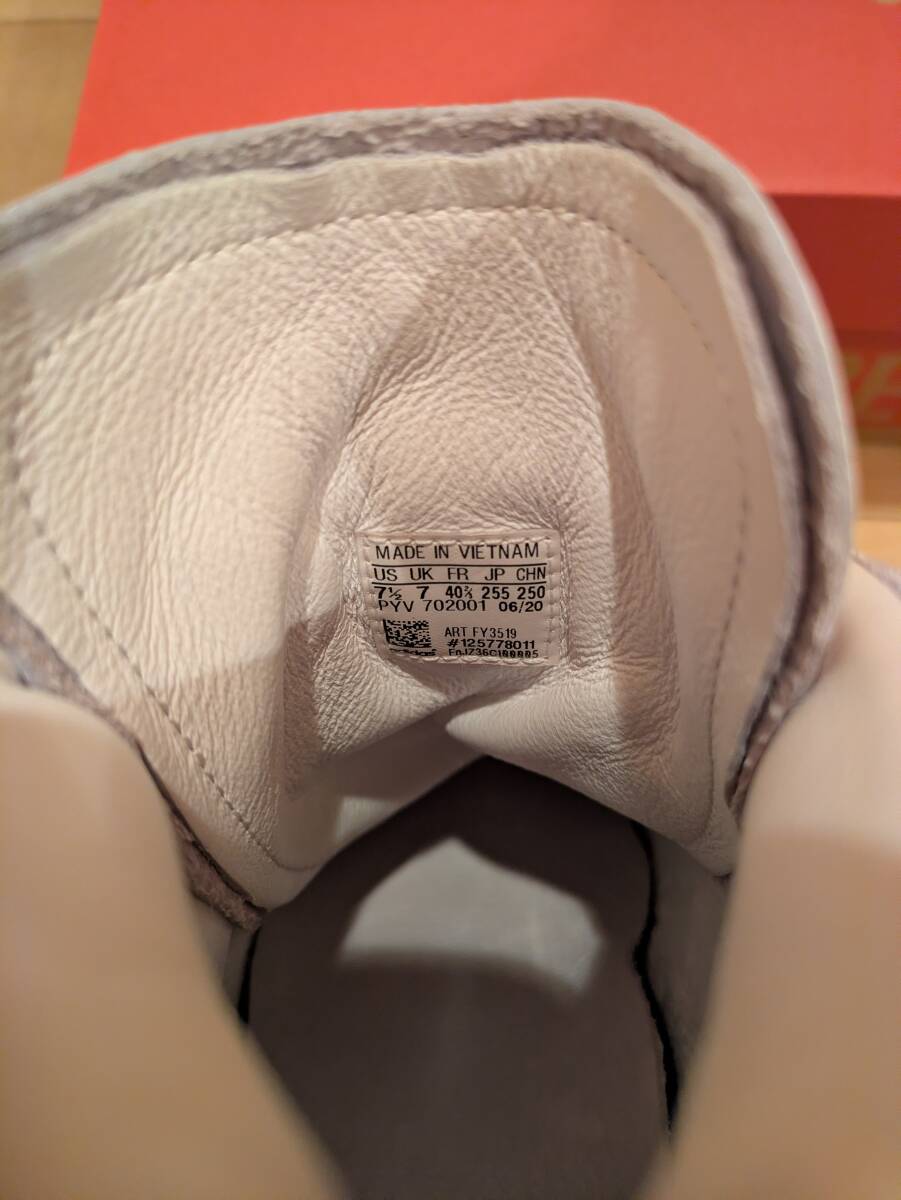 MADE IN VIETNAM
US UK FR JP CHN
7½ 7 40⅔ 255 250
PYV 702001 06/20
ART FY3519
#125778011
adidas